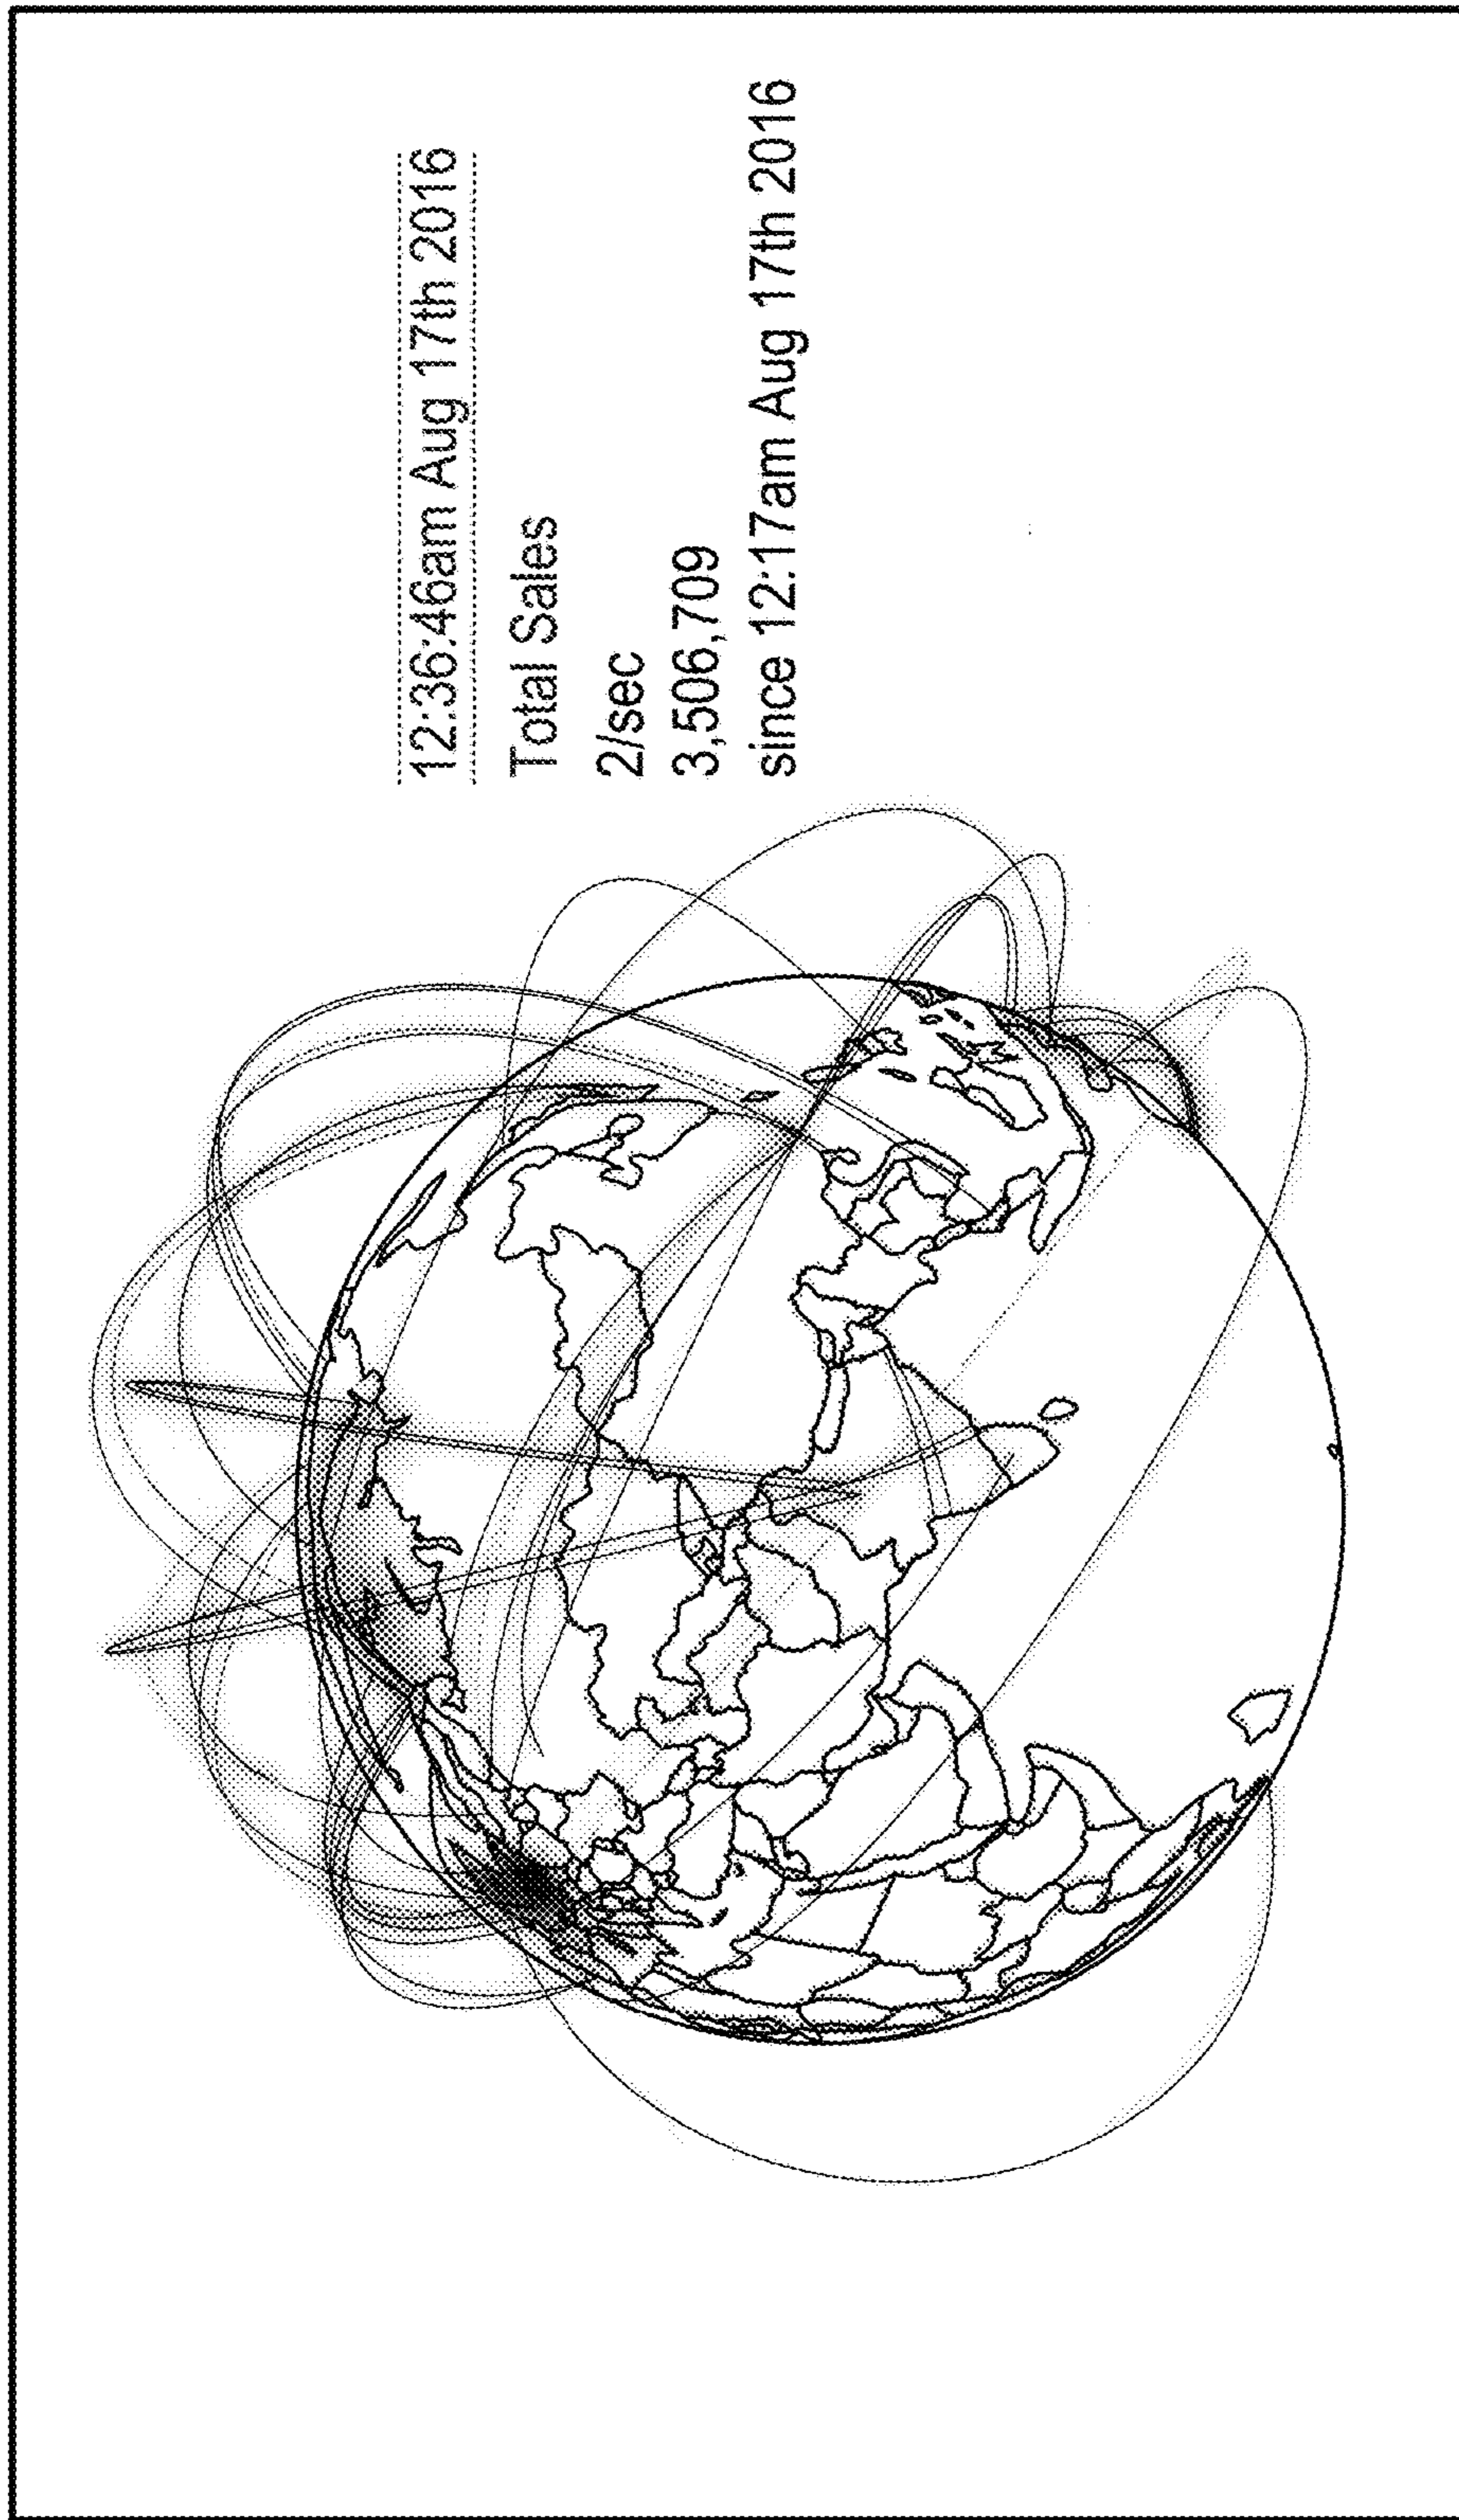 12:36:46am Aug 17th 2016
Total Sales
2/sec
3,506,709
since 12:17am Aug 17th 2016